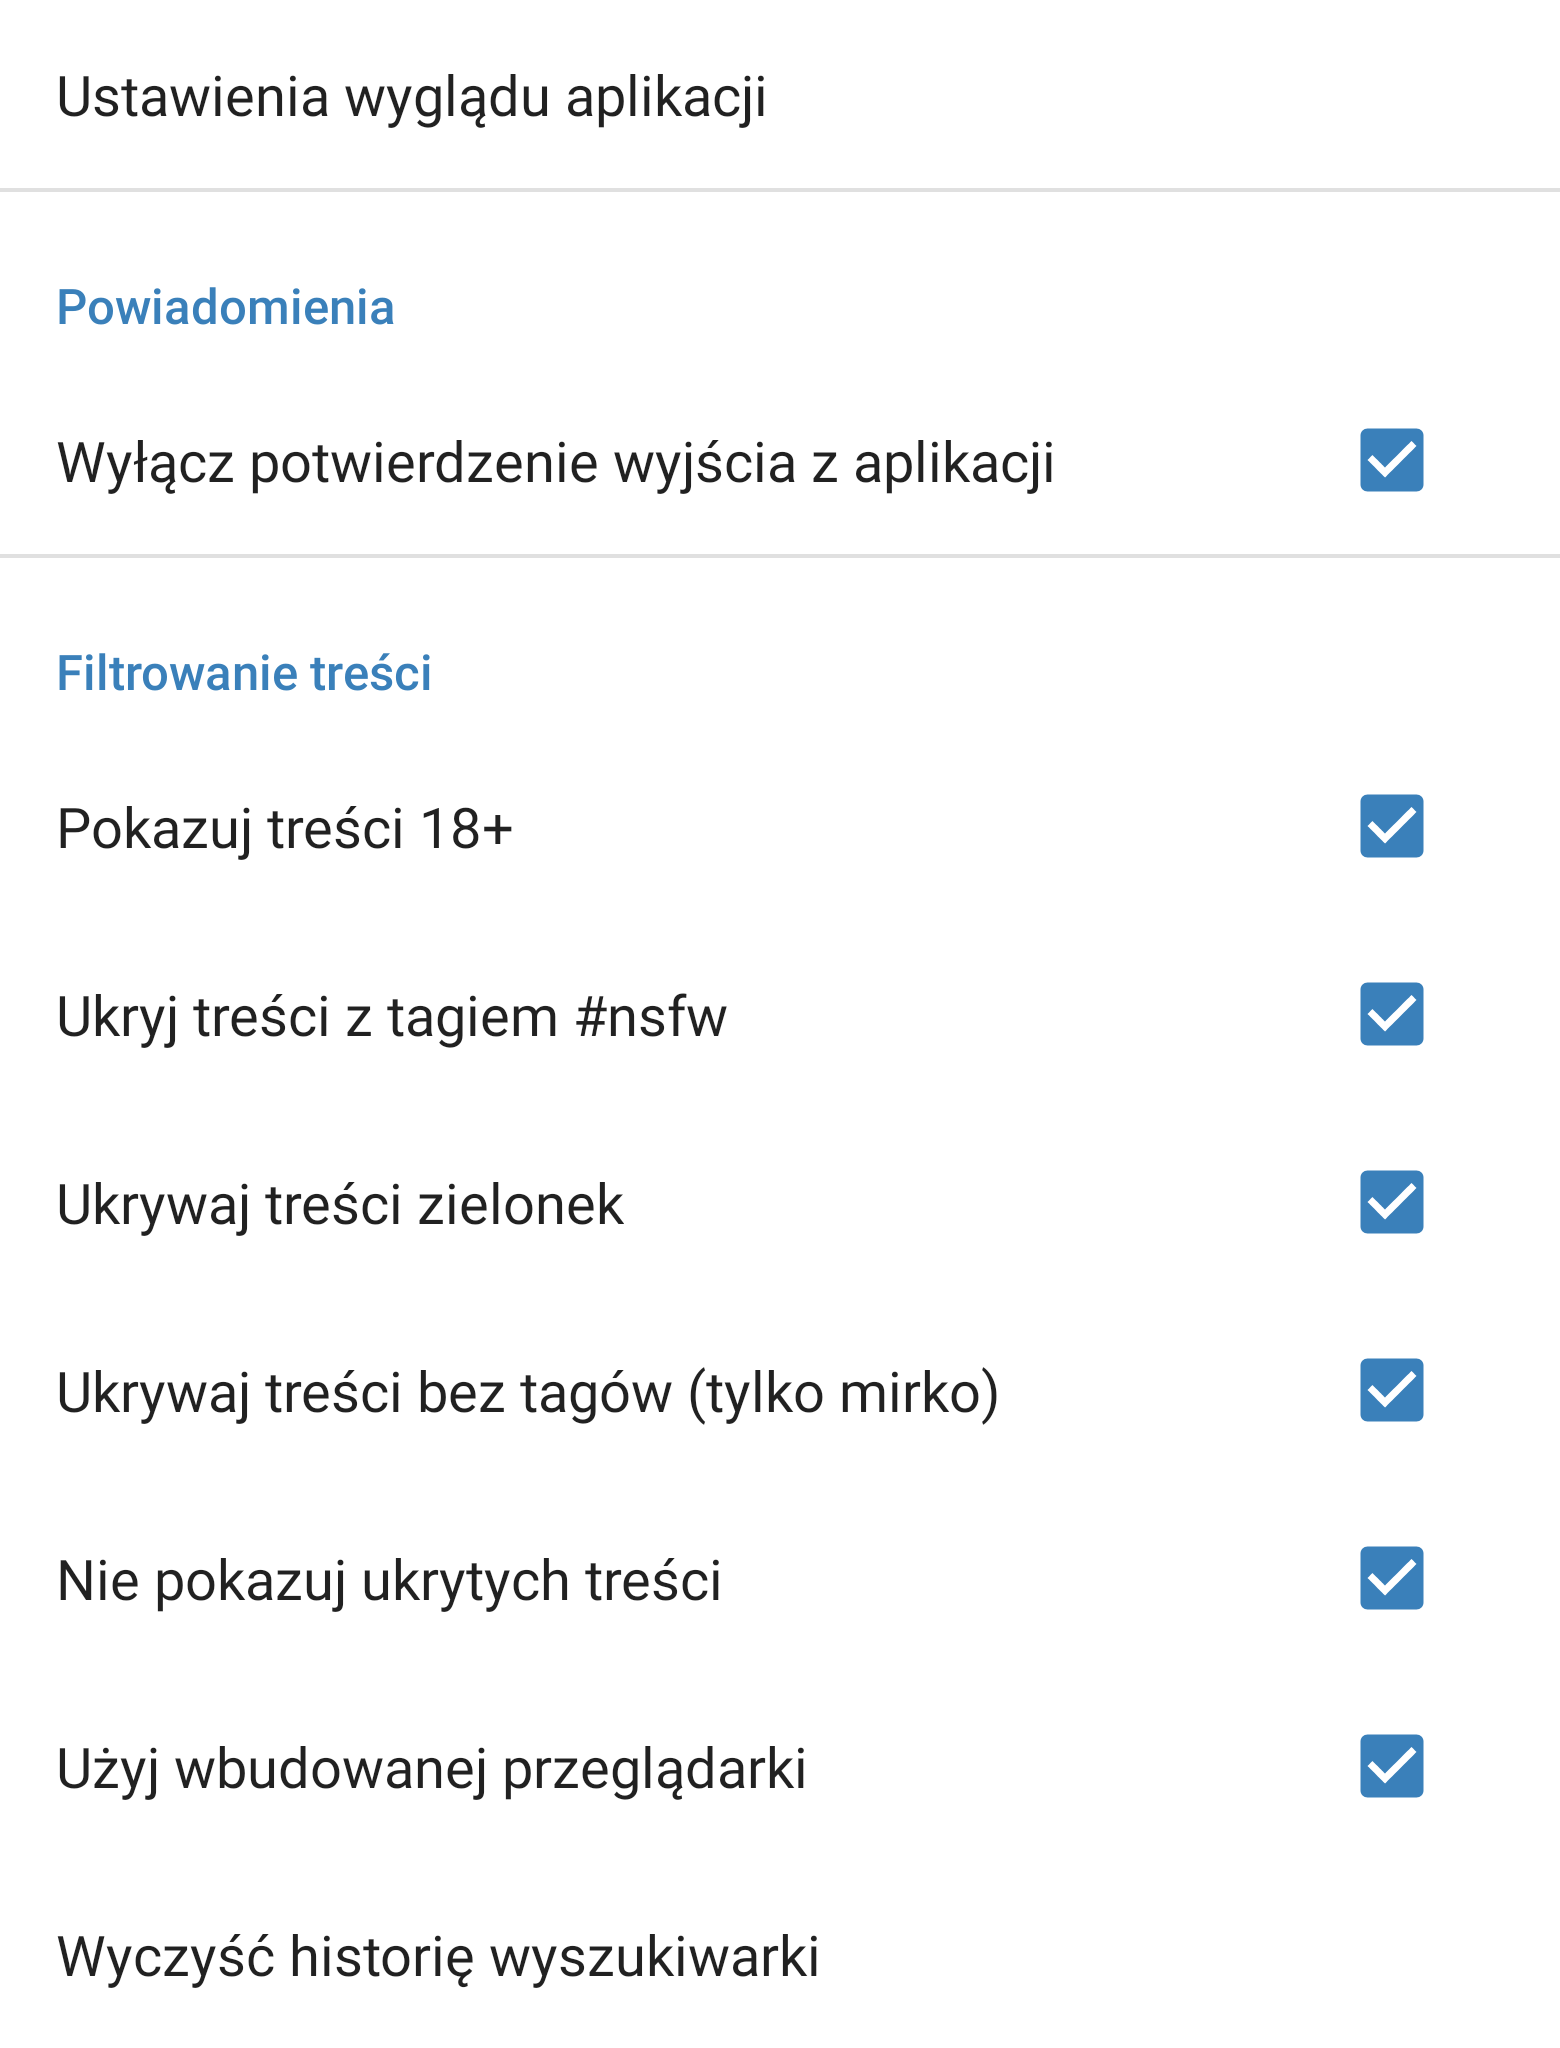 Ustawienia wyglądu aplikacji
Powiadomienia
Wyłącz potwierdzenie wyjścia z aplikacji
Filtrowanie treści
Pokazuj treści 18+
Ukryj treści z tagiem #nsfw
Ukrywaj treści zielonek
Ukrywaj treści bez tagów (tylko mirko)
Nie pokazuj ukrytych treści
Użyj wbudowanej przeglądarki
Wyczyść historię wyszukiwarki